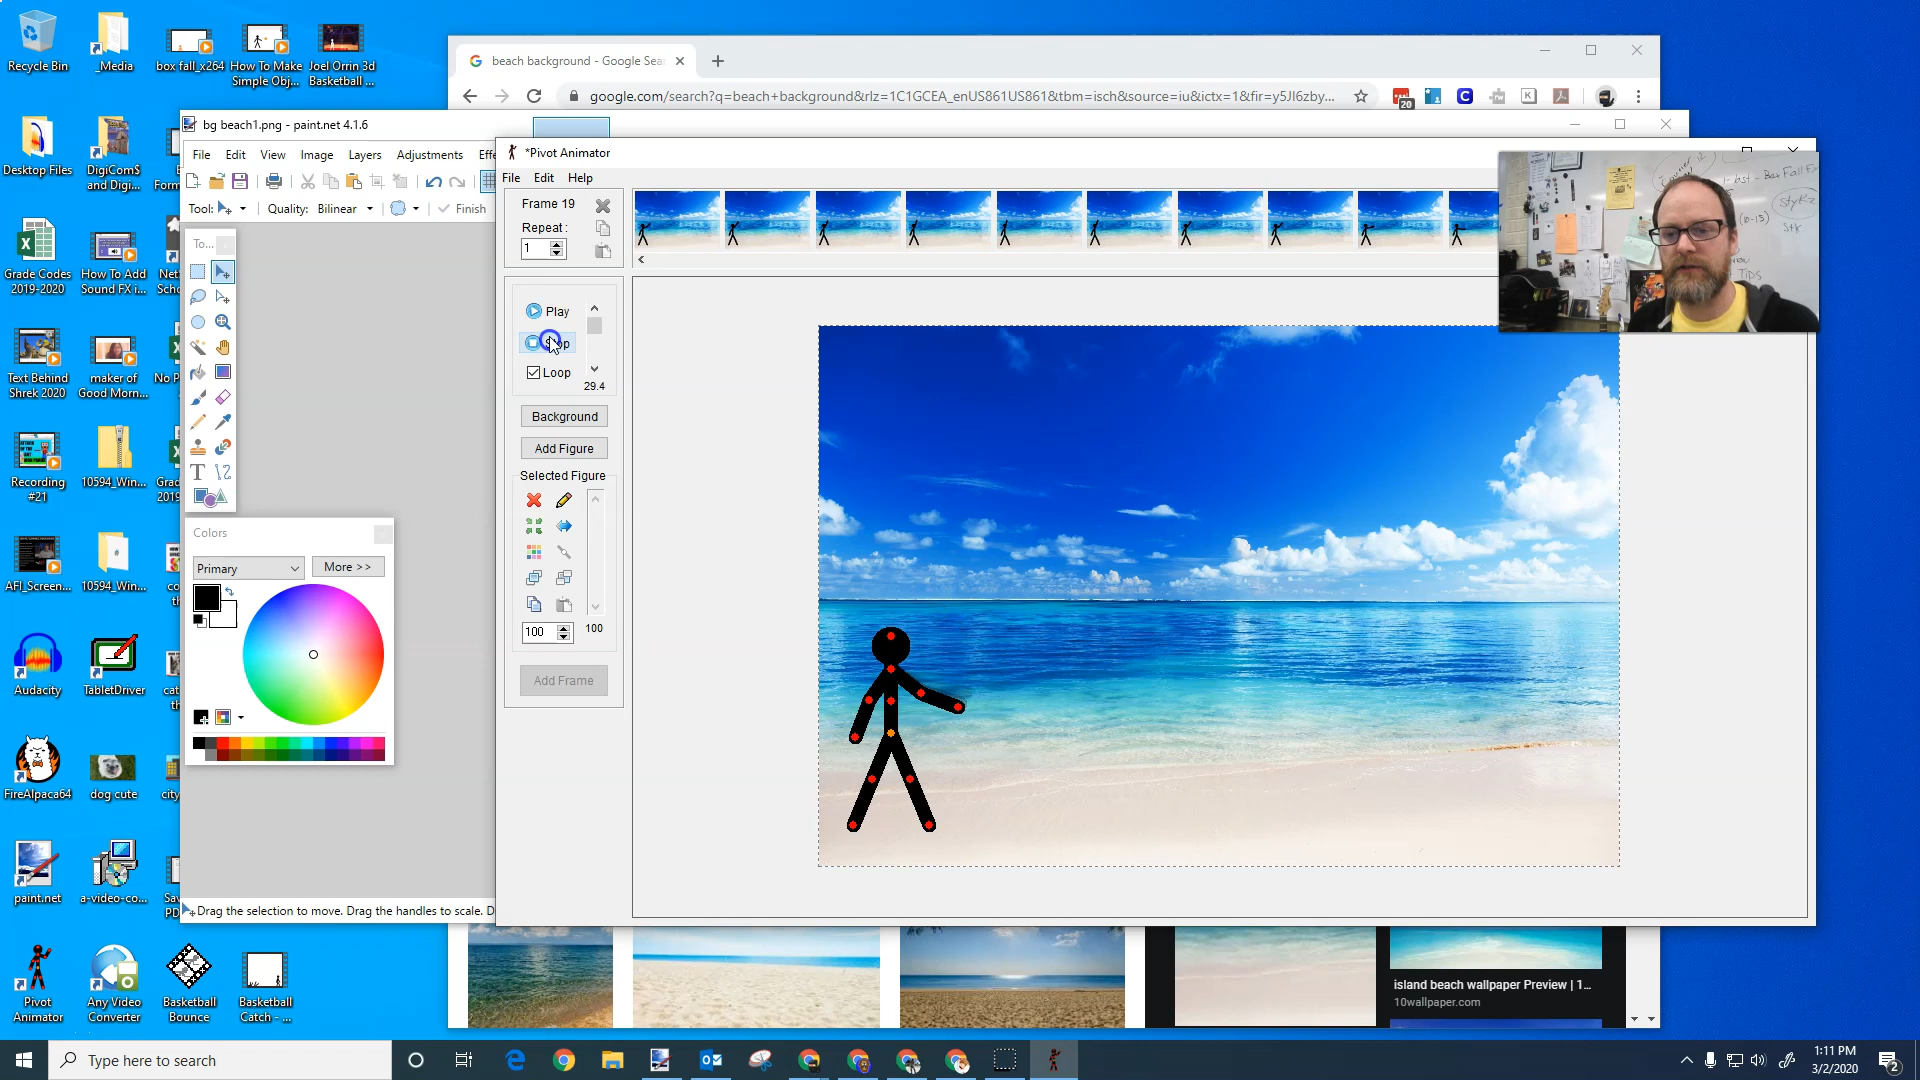 Recycle Bin
_Media
box fall_x264
How To Make
Simple Obj...
Joel Orrin 3d
Basketball ...
Desktop Files
DigiCom$
and Digi...
Grade Codes
2019-2020
How To Add
Sound FX i...
Text Behind
Shrek 2020
maker of
Good Morn...
Recording
#21
10594_Win...
AFI_Screen...
10594_Win...
Audacity
TabletDriver
FireAlpaca64
dog cute
paint.net
a-video-co...
Pivot
Animator
Any Video
Converter
Basketball
Bounce
Basketball
Catch - ...
beach background - Google Sea
google.com/search?q=beach+background&rlz=1C1GCEA_enUS861US861&tbm=isch&source=iu&ictx=1&fir=y5JI6zby...
20
bg beach1.png - paint.net 4.1.6
File Edit View Image Layers Adjustments Effe
Tool: Quality: Bilinear Finish
To...
Colors
Primary More >>
Drag the selection to move. Drag the handles to scale. D
*Pivot Animator
File Edit Help
Frame 19
Repeat:
1
Play
Stop
Loop
29.4
Background
Add Figure
Selected Figure
100 100
Add Frame
island beach wallpaper Preview | 1...
10wallpaper.com
Type here to search
1:11 PM
3/2/2020
2